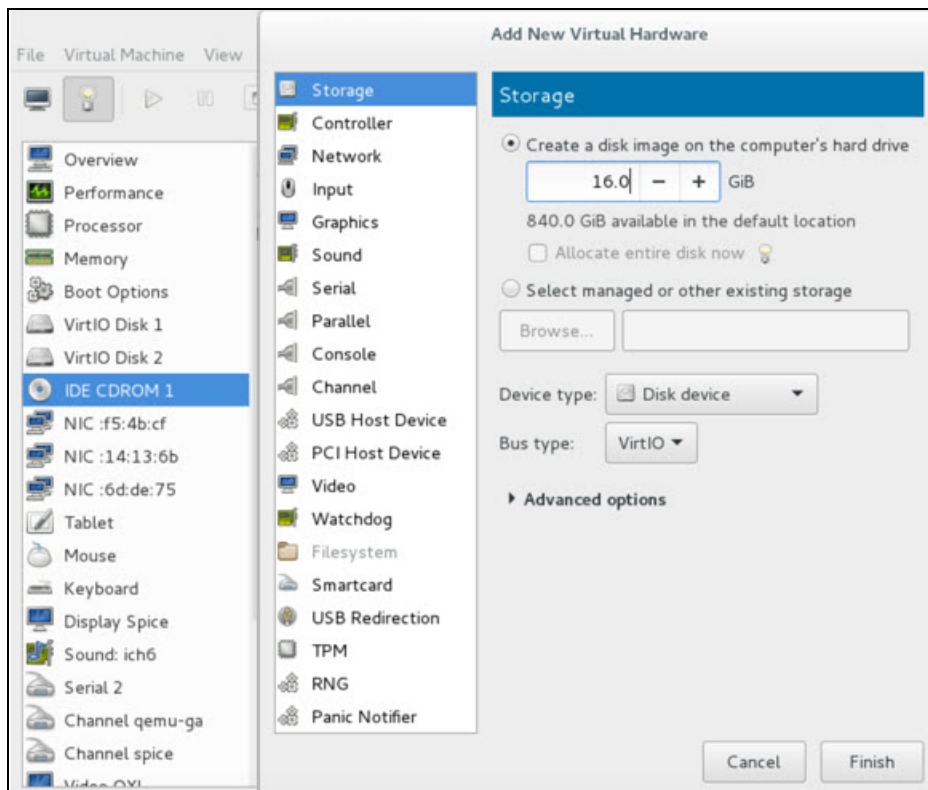 Add New Virtual Hardware
File Virtual Machine View
Overview
Performance
Processor
Memory
Boot Options
VirtIO Disk 1
VirtIO Disk 2
IDE CDROM 1
NIC :f5:4b:cf
NIC :14:13:6b
NIC :6d:de:75
Tablet
Mouse
Keyboard
Display Spice
Sound: ich6
Serial 2
Channel qemu-ga
Channel spice
Video QXL
Storage
Controller
Network
Input
Graphics
Sound
Serial
Parallel
Console
Channel
USB Host Device
PCI Host Device
Video
Watchdog
Filesystem
Smartcard
USB Redirection
TPM
RNG
Panic Notifier
Storage
Create a disk image on the computer's hard drive
16.0 − + GiB
840.0 GiB available in the default location
Allocate entire disk now
Select managed or other existing storage
Browse...
Device type: Disk device
Bus type: VirtIO
Advanced options
Cancel Finish